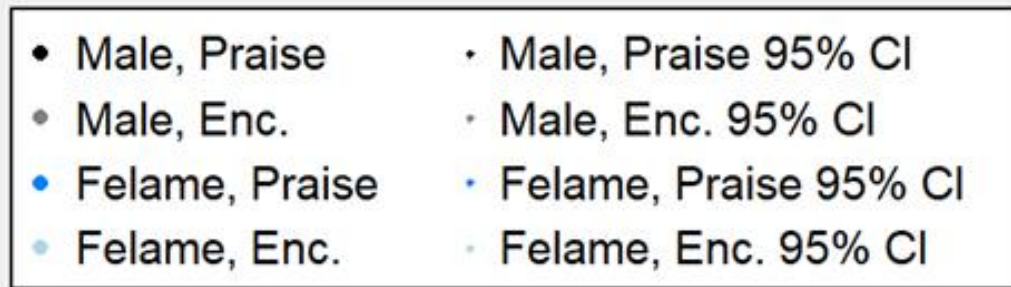 Male, Praise Male, Praise 95% CI
Male, Enc. Male, Enc. 95% CI
Felame, Praise Felame, Praise 95% CI
Felame, Enc. Felame, Enc. 95% CI